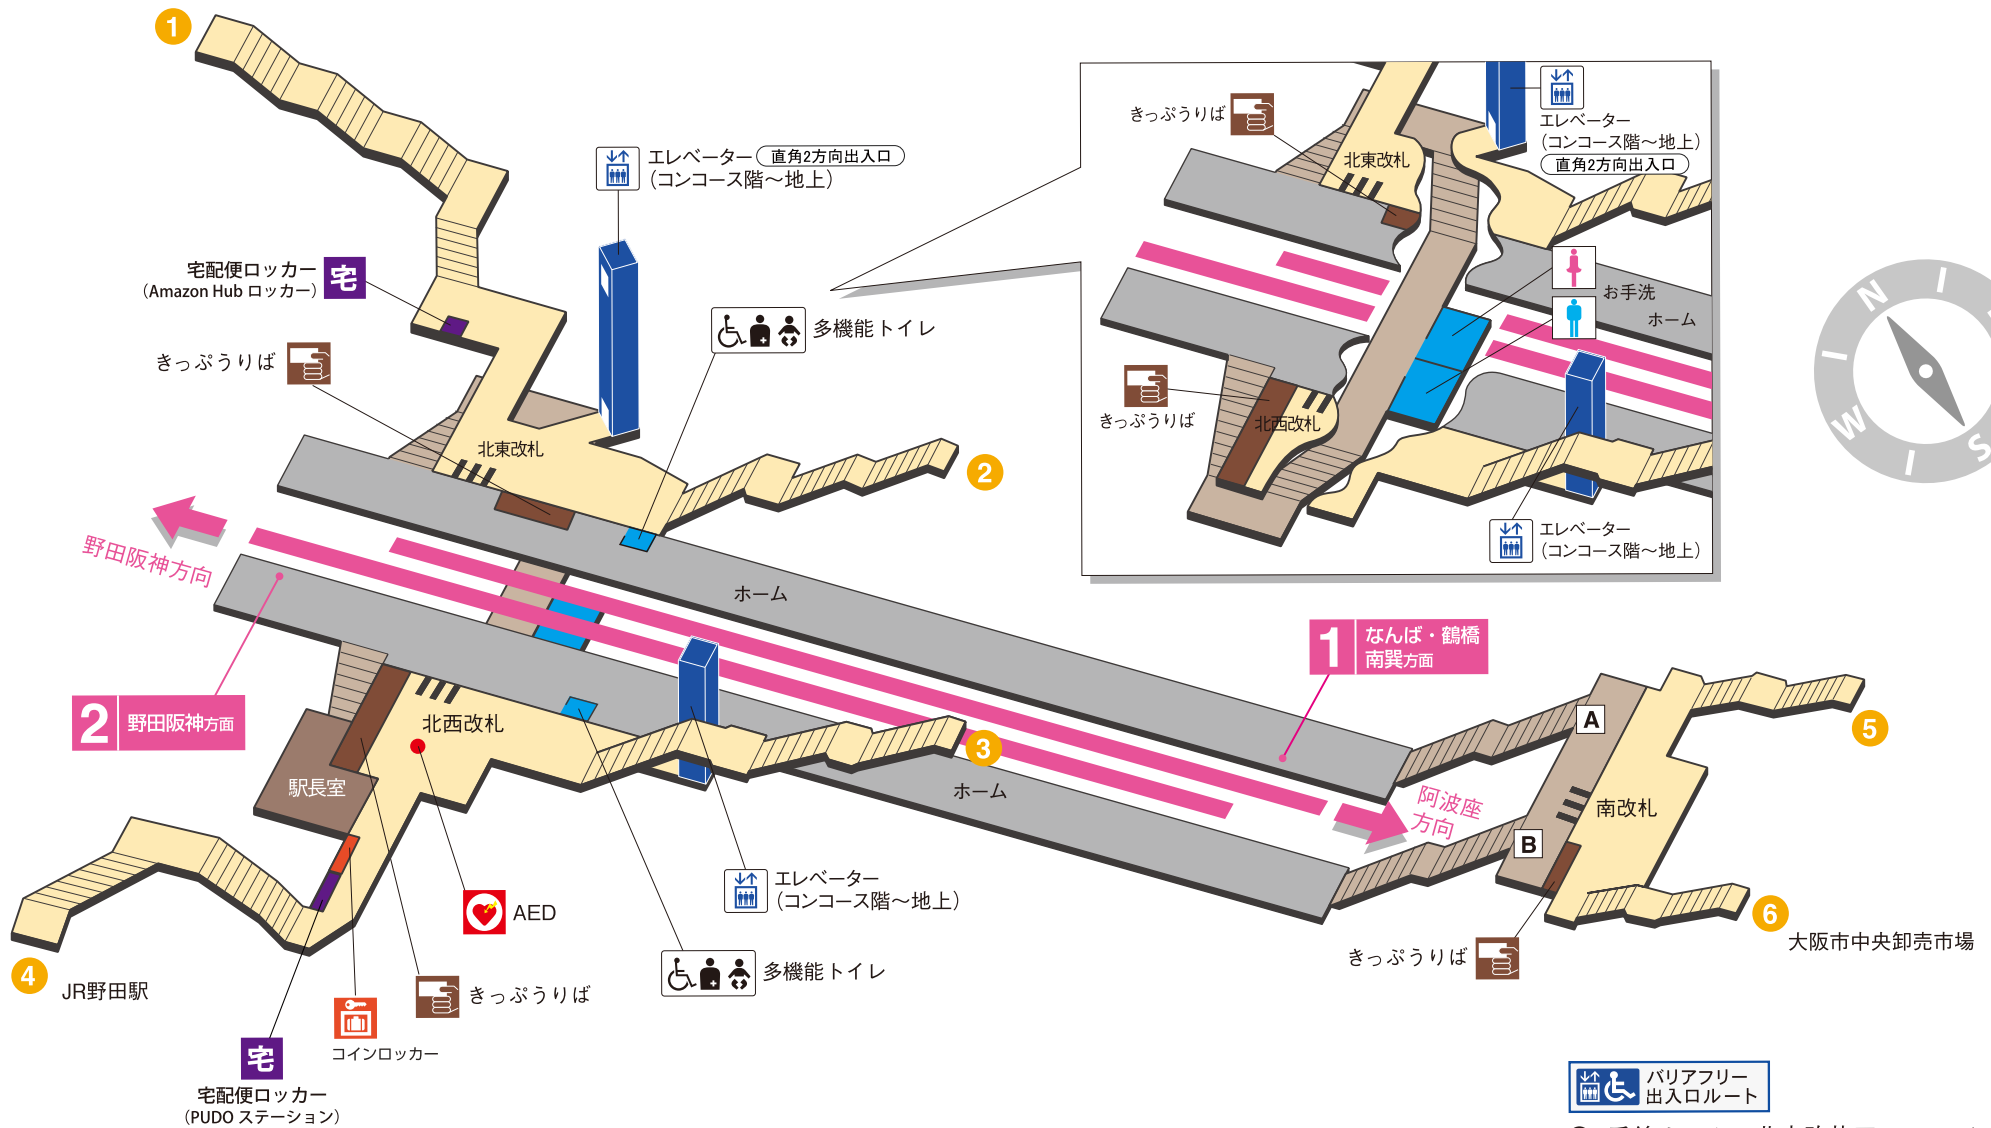 1
エレベーター 直角2方向出入口
(コンコース階～地上)
宅配便ロッカー 宅
(Amazon Hub ロッカー)
多機能トイレ
きっぷうりば
北東改札
2
野田阪神方向
ホーム
2 野田阪神方面
北西改札
3
駅長室
ホーム
エレベーター
(コンコース階～地上)
AED
多機能トイレ
4
JR野田駅
きっぷうりば
コインロッカー
宅
宅配便ロッカー
(PUDO ステーション)
きっぷうりば
北東改札
エレベーター
(コンコース階～地上)
直角2方向出入口
お手洗
ホーム
きっぷうりば
北西改札
エレベーター
(コンコース階～地上)
N
W
S
1 なんば・鶴橋
南巽方面
阿波座
方向
A
B
南改札
5
6
大阪市中央卸売市場
きっぷうりば
バリアフリー
出入口ルート